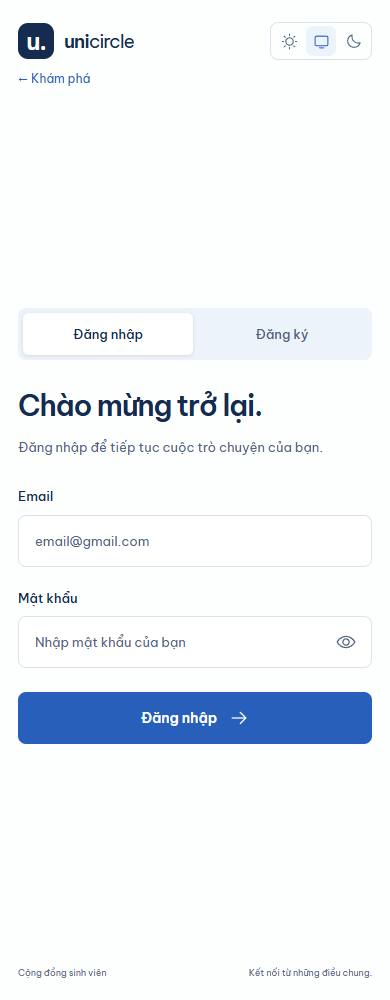 u. unicircle
← Khám phá
Đăng nhập Đăng ký
Chào mừng trở lại.
Đăng nhập để tiếp tục cuộc trò chuyện của bạn.
Email
email@gmail.com
Mật khẩu
Nhập mật khẩu của bạn
Đăng nhập →
Cộng đồng sinh viên Kết nối từ những điều chung.